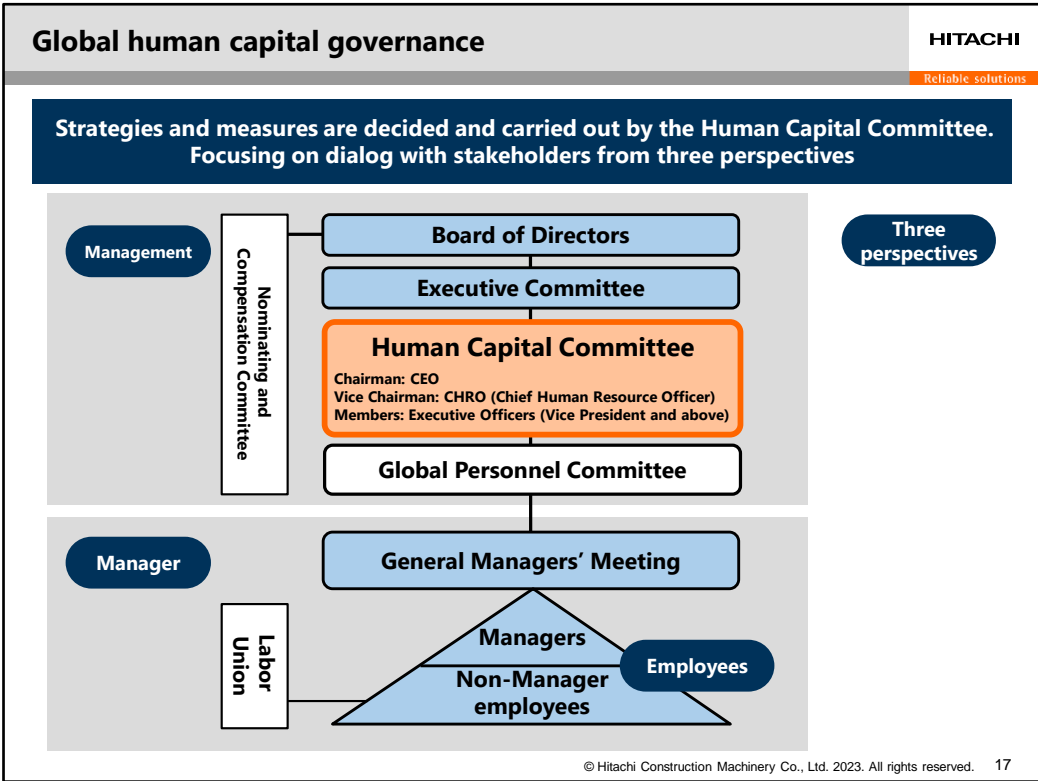 Global human capital governance
HITACHI
Reliable solutions
Strategies and measures are decided and carried out by the Human Capital Committee.
Focusing on dialog with stakeholders from three perspectives
Management
Nominating and
Compensation Committee
Board of Directors
Executive Committee
Human Capital Committee
Chairman: CEO
Vice Chairman: CHRO (Chief Human Resource Officer)
Members: Executive Officers (Vice President and above)
Global Personnel Committee
Three
perspectives
Manager
General Managers’ Meeting
Labor
Union
Managers
Non-Manager
employees
Employees
© Hitachi Construction Machinery Co., Ltd. 2023. All rights reserved. 17